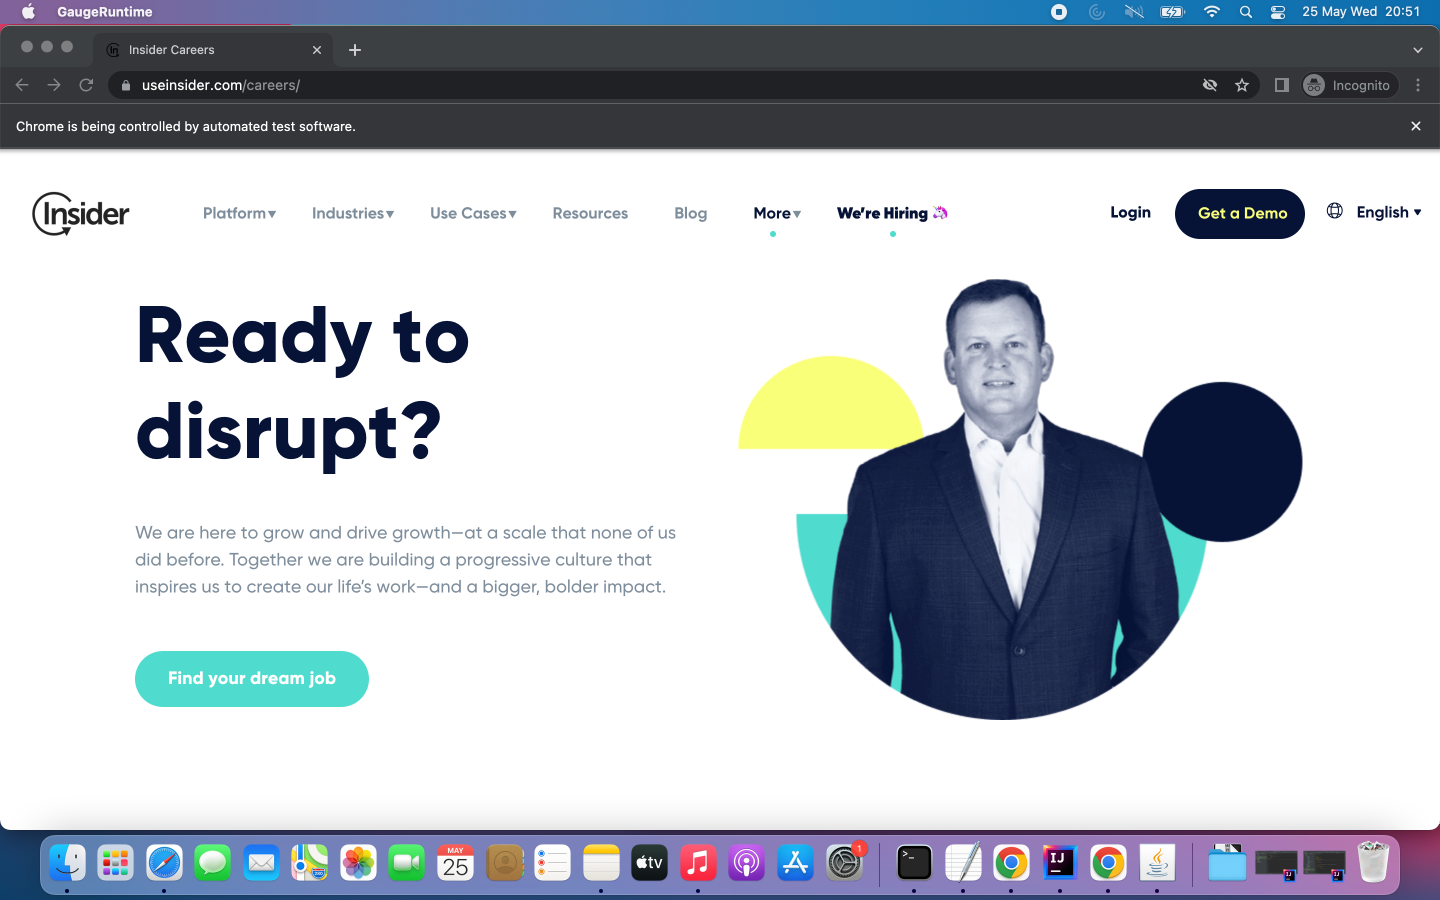 GaugeRuntime
25 May Wed 20:51
Insider Careers
useinsider.com/careers/
Incognito
Chrome is being controlled by automated test software.
Insider
Platform▾ Industries▾ Use Cases▾ Resources Blog More▾ We're Hiring 🦄 Login Get a Demo English ▾
Ready to
disrupt?
We are here to grow and drive growth—at a scale that none of us
did before. Together we are building a progressive culture that
inspires us to create our life's work—and a bigger, bolder impact.
Find your dream job
MAY
25
tv
1
>_
IJ